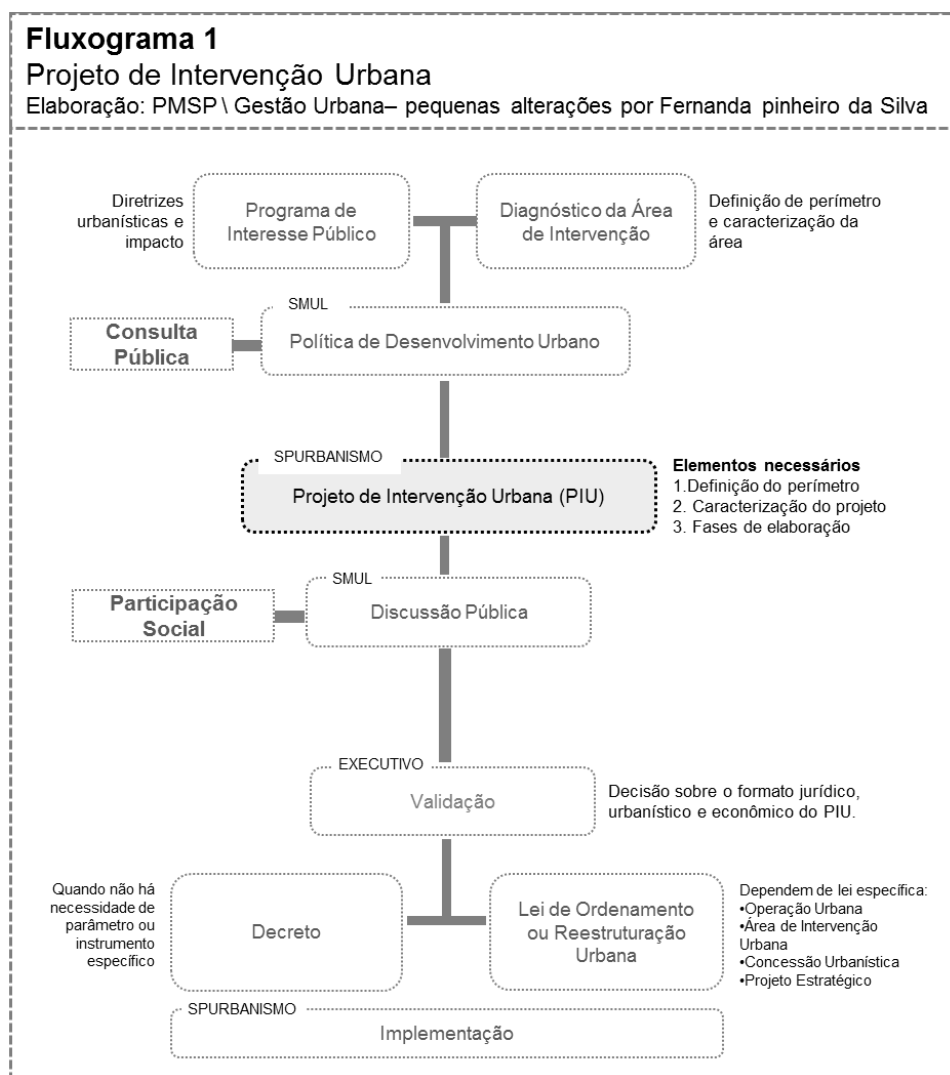 Fluxograma 1
Projeto de Intervenção Urbana
Elaboração: PMSP \ Gestão Urbana– pequenas alterações por Fernanda pinheiro da Silva
Diretrizes
urbanísticas e
impacto
Programa de
Interesse Público
Diagnóstico da Área
de Intervenção
Definição de perímetro
e caracterização da
área
SMUL
Consulta
Pública
Política de Desenvolvimento Urbano
SPURBANISMO
Projeto de Intervenção Urbana (PIU)
Elementos necessários
1.Definição do perímetro
2. Caracterização do projeto
3. Fases de elaboração
SMUL
Participação
Social
Discussão Pública
EXECUTIVO
Validação
Decisão sobre o formato jurídico,
urbanístico e econômico do PIU.
Quando não há
necessidade de
parâmetro ou
instrumento
específico
Decreto
Lei de Ordenamento
ou Reestruturação
Urbana
Dependem de lei específica:
•Operação Urbana
•Área de Intervenção
Urbana
•Concessão Urbanística
•Projeto Estratégico
SPURBANISMO
Implementação